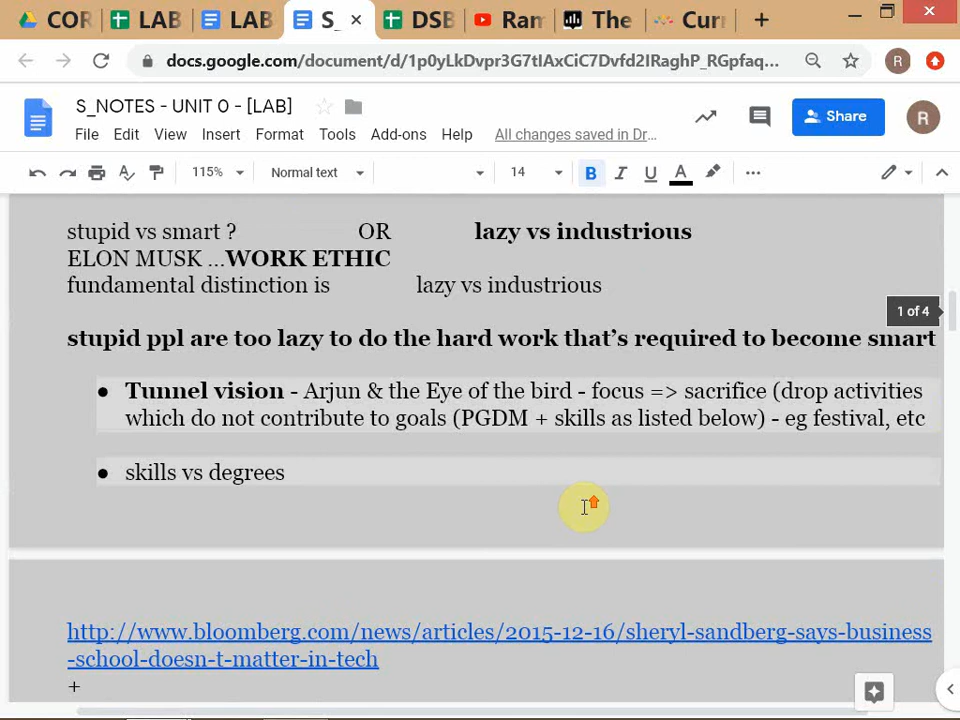 COR
LAB
LAB
S_
DSB
Ram
The
Curr
docs.google.com/document/d/1p0yLkDvpr3G7tIAxCiC7Dvfd2IRaghP_RGpfaq...
R
S_NOTES - UNIT 0 - [LAB]
Share
R
File Edit View Insert Format Tools Add-ons Help All changes saved in Dr...
115% Normal text 14 B I U A
stupid vs smart ? OR lazy vs industrious
ELON MUSK ...WORK ETHIC
fundamental distinction is lazy vs industrious
1 of 4
stupid ppl are too lazy to do the hard work that's required to become smart
● Tunnel vision - Arjun & the Eye of the bird - focus => sacrifice (drop activities
which do not contribute to goals (PGDM + skills as listed below) - eg festival, etc
● skills vs degrees
http://www.bloomberg.com/news/articles/2015-12-16/sheryl-sandberg-says-business
-school-doesn-t-matter-in-tech
+